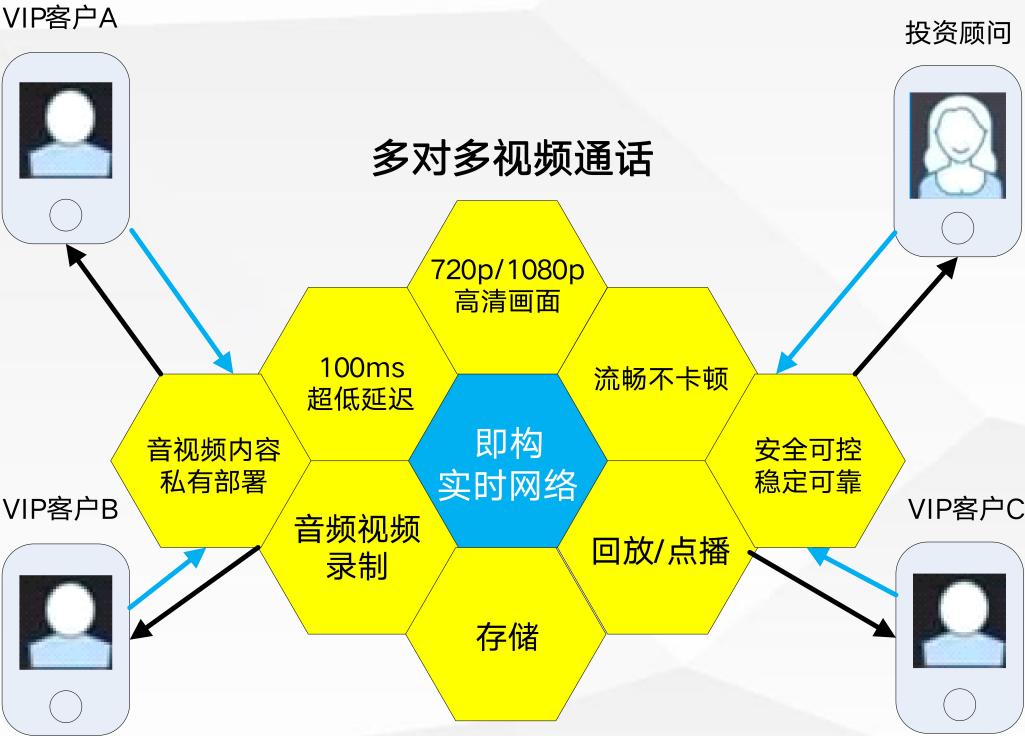 VIP客户A
投资顾问
多对多视频通话
720p/1080p
高清画面
100ms
超低延迟
流畅不卡顿
音视频内容
私有部署
即构
实时网络
安全可控
稳定可靠
VIP客户B
VIP客户C
音频视频
录制
回放/点播
存储